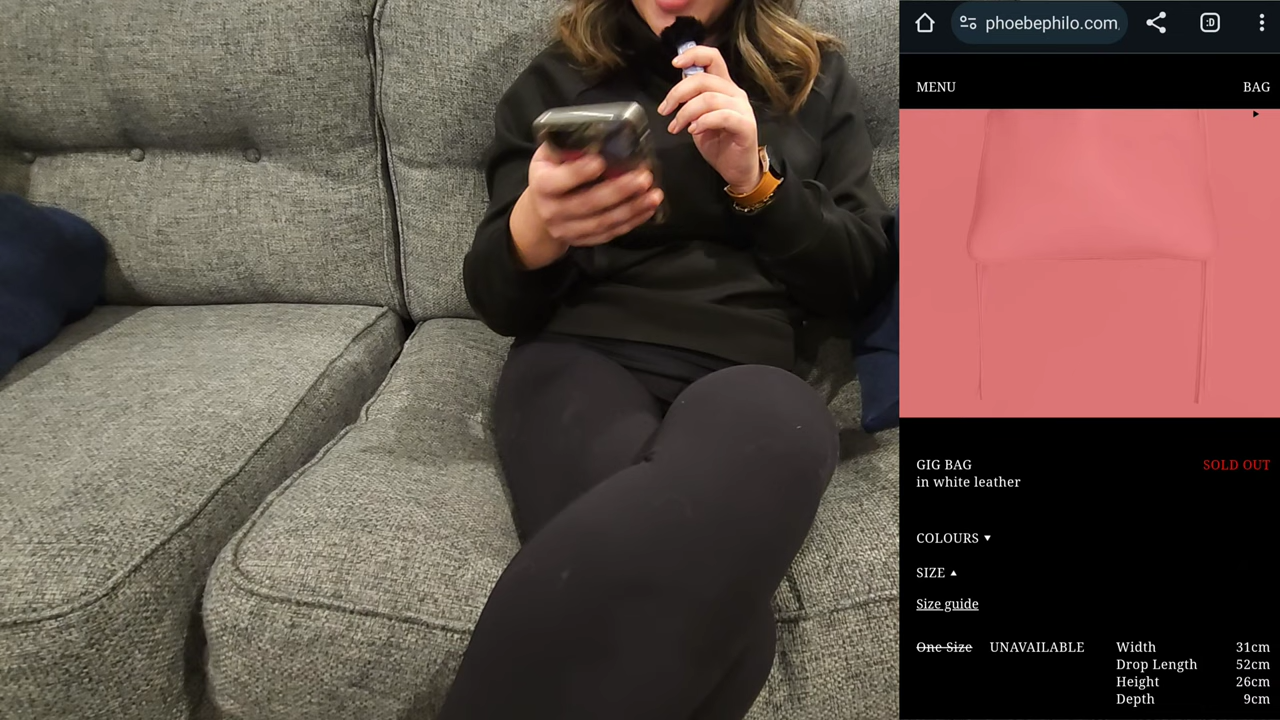 phoebephilo.com
:D
MENU
BAG
GIG BAG
SOLD OUT
in white leather
COLOURS
SIZE
Size guide
One Size
UNAVAILABLE
Width 31cm
Drop Length 52cm
Height 26cm
Depth 9cm